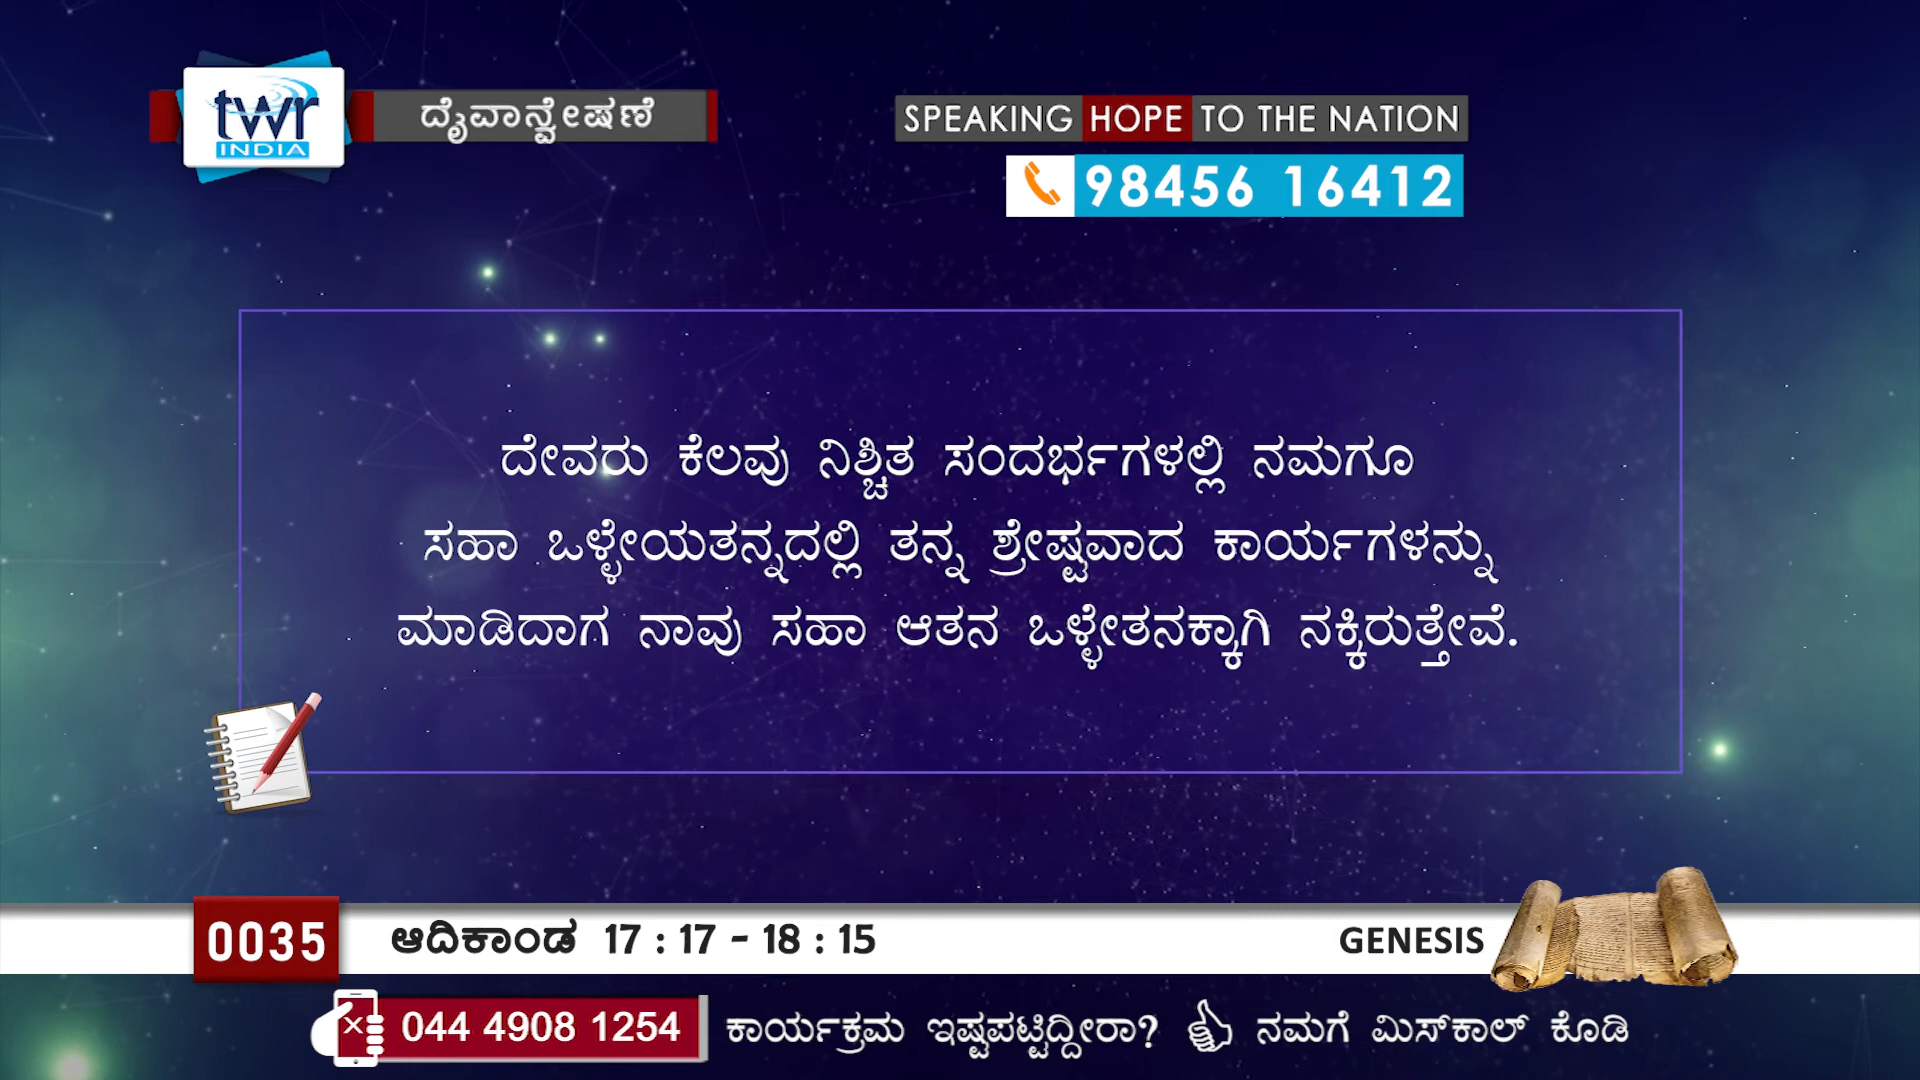 twr
INDIA
ದೈವಾನ್ವೇಷಣೆ
SPEAKING HOPE TO THE NATION
98456 16412
ದೇವರು ಕೆಲವು ನಿಶ್ಚಿತ ಸಂದರ್ಭಗಳಲ್ಲಿ ನಮಗೂ
ಸಹಾ ಒಳ್ಳೇಯತನ್ನದಲ್ಲಿ ತನ್ನ ಶ್ರೇಷ್ಟವಾದ ಕಾರ್ಯಗಳನ್ನು
ಮಾಡಿದಾಗ ನಾವು ಸಹಾ ಆತನ ಒಳ್ಳೇತನಕ್ಕಾಗಿ ನಕ್ಕಿರುತ್ತೇವೆ.
0035 ಆದಿಕಾಂಡ 17 : 17 - 18 : 15 GENESIS
044 4908 1254 ಕಾರ್ಯಕ್ರಮ ಇಷ್ಟಪಟ್ಟಿದ್ದೀರಾ? ನಮಗೆ ಮಿಸ್‌ಕಾಲ್ ಕೊಡಿ